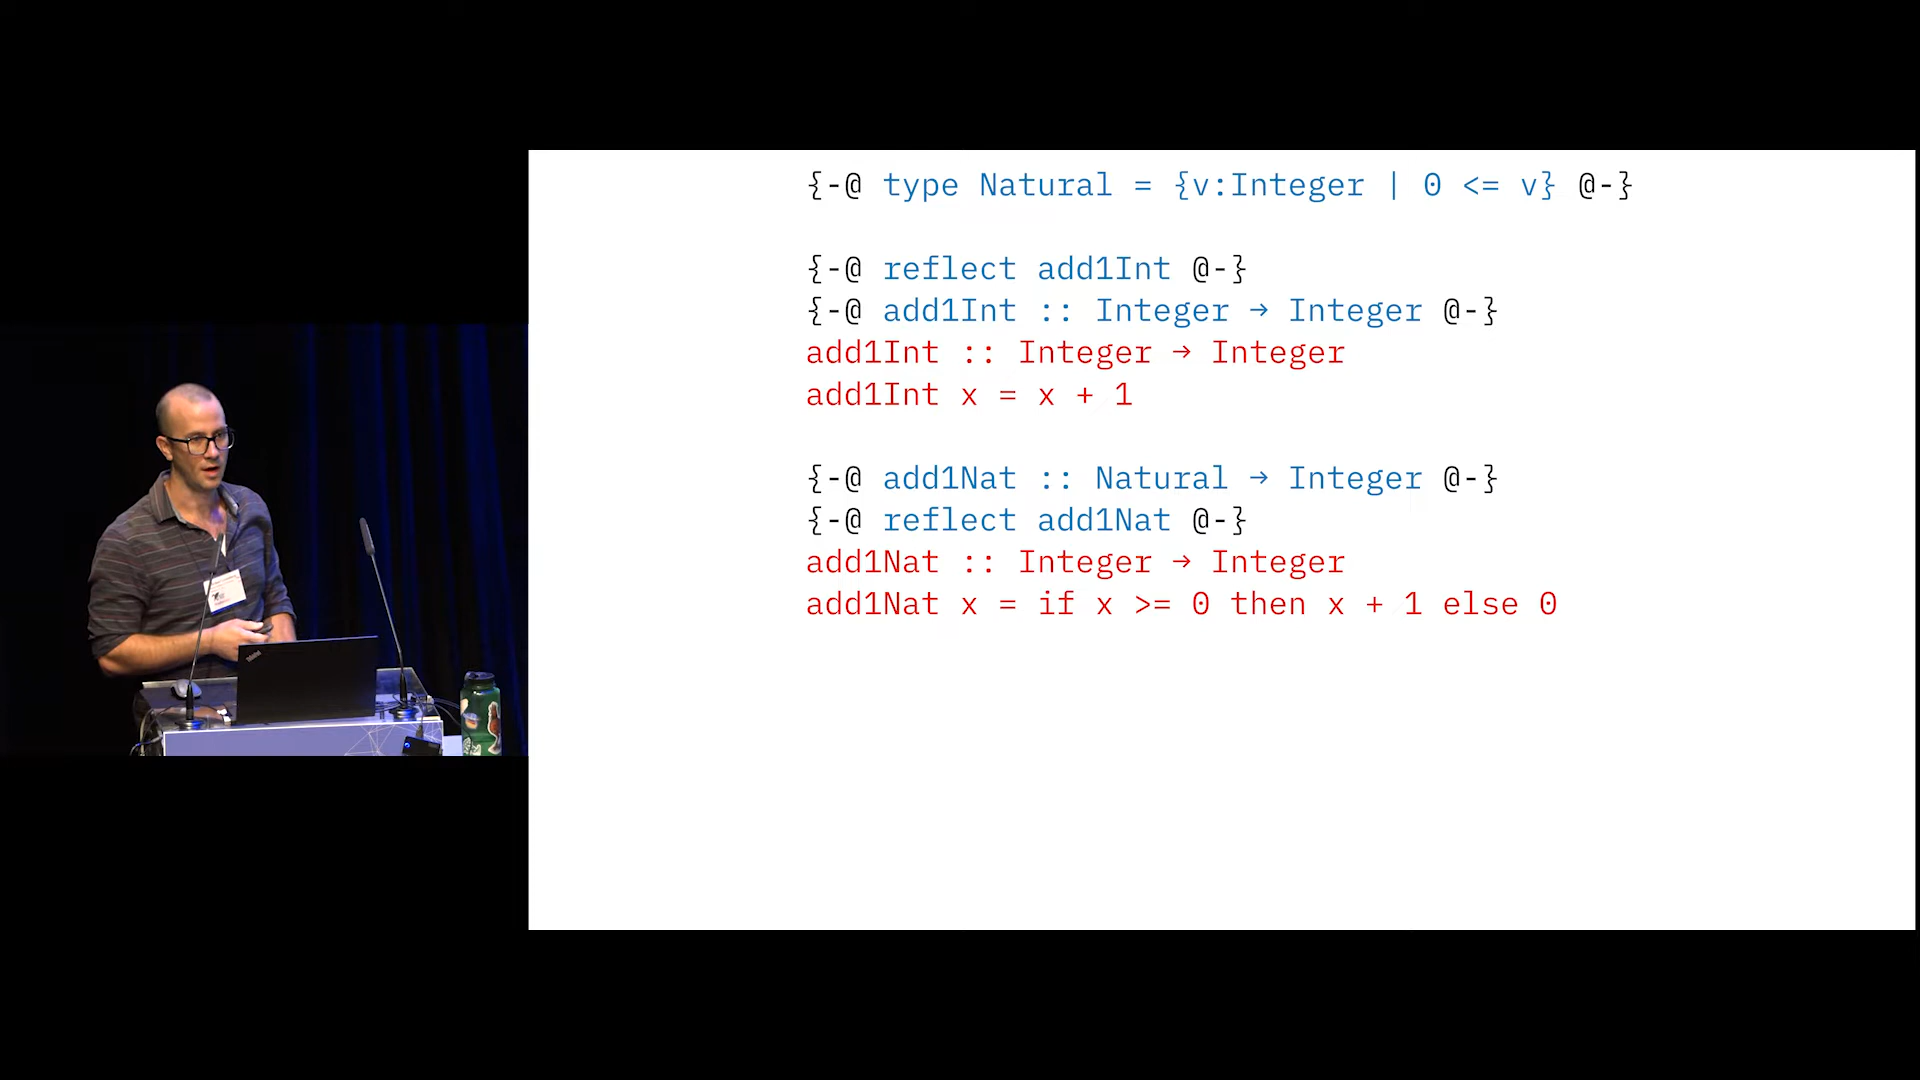 {-@ type Natural = {v:Integer | 0 <= v} @-}
{-@ reflect add1Int @-}
{-@ add1Int :: Integer → Integer @-}
add1Int :: Integer → Integer
add1Int x = x + 1
{-@ add1Nat :: Natural → Integer @-}
{-@ reflect add1Nat @-}
add1Nat :: Integer → Integer
add1Nat x = if x >= 0 then x + 1 else 0